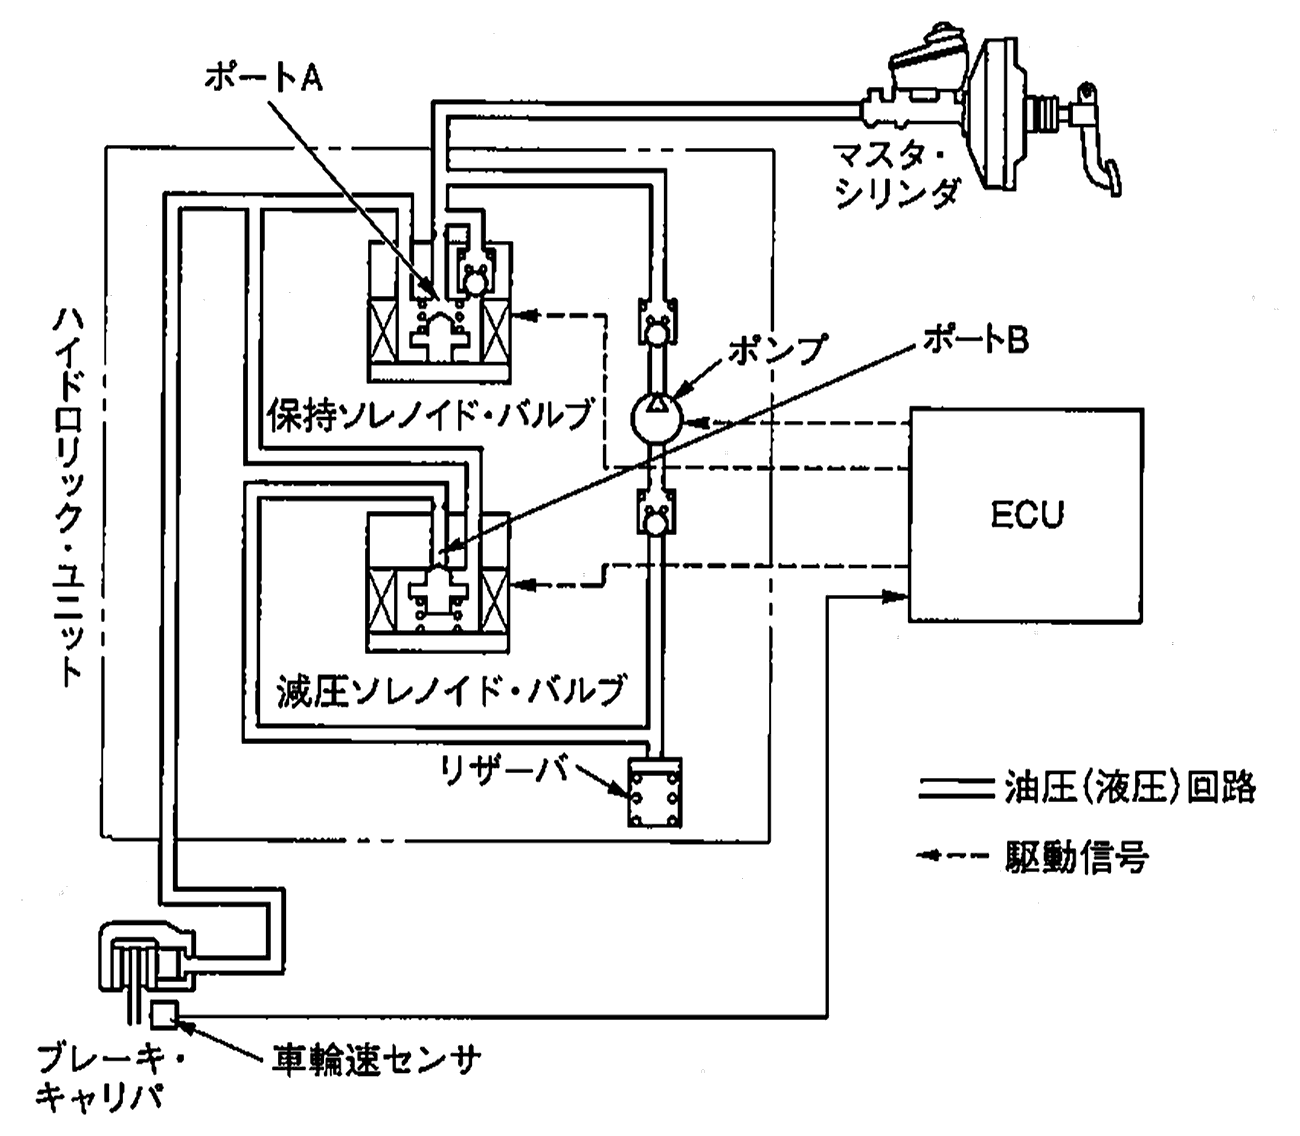 ポートA
マスタ・
シリンダ
ハイドロリック・ユニット
ポンプ
ポートB
保持ソレノイド・バルブ
ECU
減圧ソレノイド・バルブ
リザーバ
油圧(液圧)回路
駆動信号
ブレーキ・
キャリパ
車輪速センサ